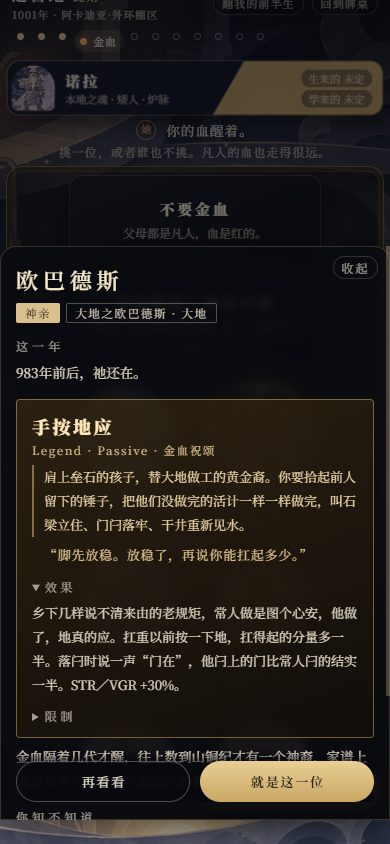 翻我的前半生
回到牌桌
1001年 · 阿卡迪亚·外环棚区
金血
诺拉
本地之魂 · 矮人 · 炉脉
生来的 未定
学来的 未定
她
你的血醒着。
挑一位，或者谁也不挑。凡人的血也走得很远。
不要金血
父母都是凡人，血是红的。
收起
欧巴德斯
神亲
大地之欧巴德斯 · 大地
这一年
983年前后，祂还在。
手按地应
Legend · Passive · 金血祝颂
肩上垒石的孩子，替大地做工的黄金裔。你要拾起前人
留下的锤子，把他们没做完的活计一样一样做完，叫石
梁立住、门闩落牢、干井重新见水。
“脚先放稳。放稳了，再说你能扛起多少。”
▼ 效果
乡下几样说不清来由的老规矩，常人做是图个心安，他做
了，地真的应。扛重以前按一下地，扛得起的分量多一
半。落闩时说一声“门在”，他闩上的门比常人闩的结实
一半。STR／VGR +30%。
▶ 限制
金血隔着几代才醒，往上数到山铜纪才有一个神裔，家谱上
再看看
就是这一位
你知不知道